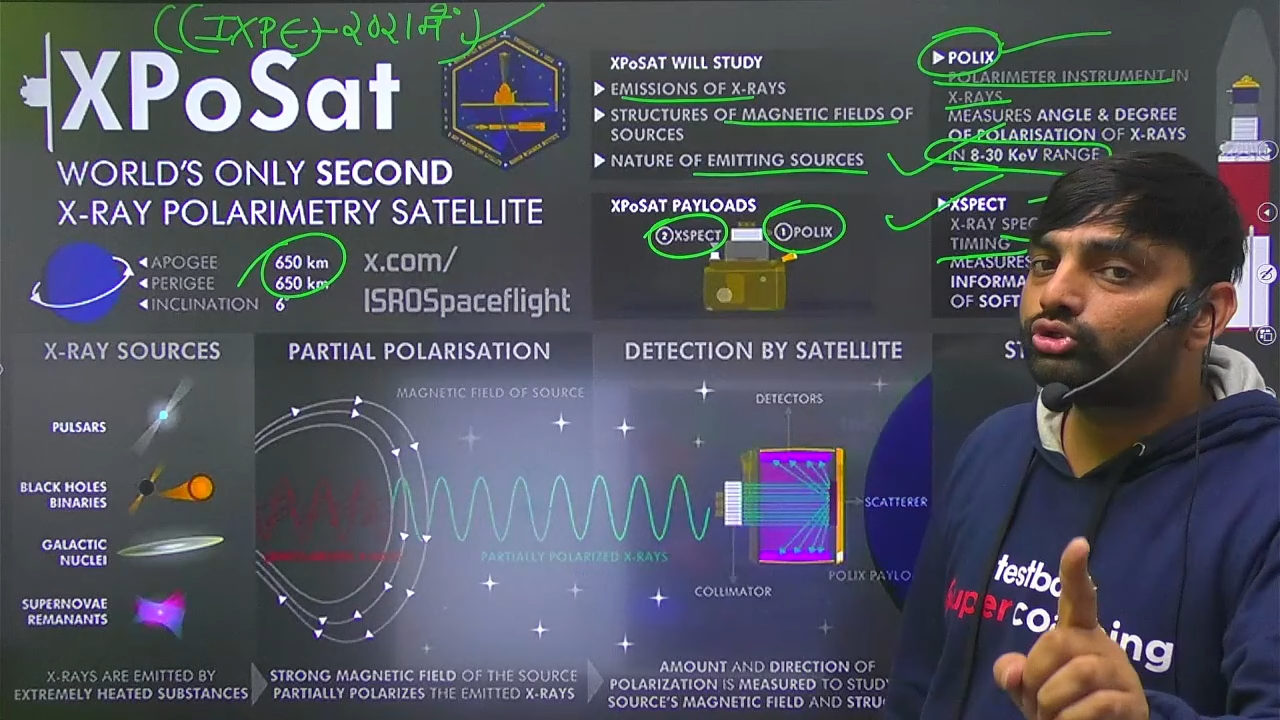 ((IXPE)-2021में)
XPoSat
WORLD'S ONLY SECOND
X-RAY POLARIMETRY SATELLITE
APOGEE 650 km
PERIGEE 650 km
INCLINATION 6°
x.com/
ISROSpaceflight
XPoSAT WILL STUDY
EMISSIONS OF X-RAYS
STRUCTURES OF MAGNETIC FIELDS OF
SOURCES
NATURE OF EMITTING SOURCES
XPoSAT PAYLOADS
2 XSPECT
1 POLIX
POLIX
POLARIMETER INSTRUMENT IN
X-RAYS
MEASURES ANGLE & DEGREE
OF POLARISATION OF X-RAYS
IN 8-30 KeV RANGE
XSPECT
X-RAY SPEC
TIMING
MEASURES
INFORMA
OF SOFT
X-RAY SOURCES
PULSARS
BLACK HOLES
BINARIES
GALACTIC
NUCLEI
SUPERNOVAE
REMANANTS
X-RAYS ARE EMITTED BY
EXTREMELY HEATED SUBSTANCES
PARTIAL POLARISATION
MAGNETIC FIELD OF SOURCE
PARTIALLY POLARIZED X-RAYS
STRONG MAGNETIC FIELD OF THE SOURCE
PARTIALLY POLARIZES THE EMITTED X-RAYS
DETECTION BY SATELLITE
DETECTORS
SCATTERER
POLIX PAYLO
COLLIMATOR
AMOUNT AND DIRECTION OF
POLARIZATION IS MEASURED TO STUDY
SOURCE'S MAGNETIC FIELD AND STRU
ST
testbo
supercoaching